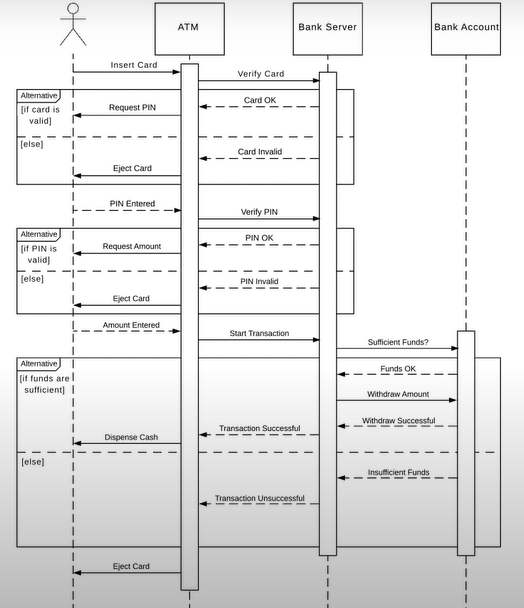 ATM
Bank Server
Bank Account
Insert Card
Verify Card
Alternative
Card OK
[if card is
valid]
Request PIN
[else]
Card Invalid
Eject Card
PIN Entered
Verify PIN
Alternative
PIN OK
[if PIN is
valid]
Request Amount
[else]
PIN Invalid
Eject Card
Amount Entered
Start Transaction
Sufficient Funds?
Alternative
Funds OK
[if funds are
sufficient]
Withdraw Amount
Withdraw Successful
Transaction Successful
Dispense Cash
[else]
Insufficient Funds
Transaction Unsuccessful
Eject Card